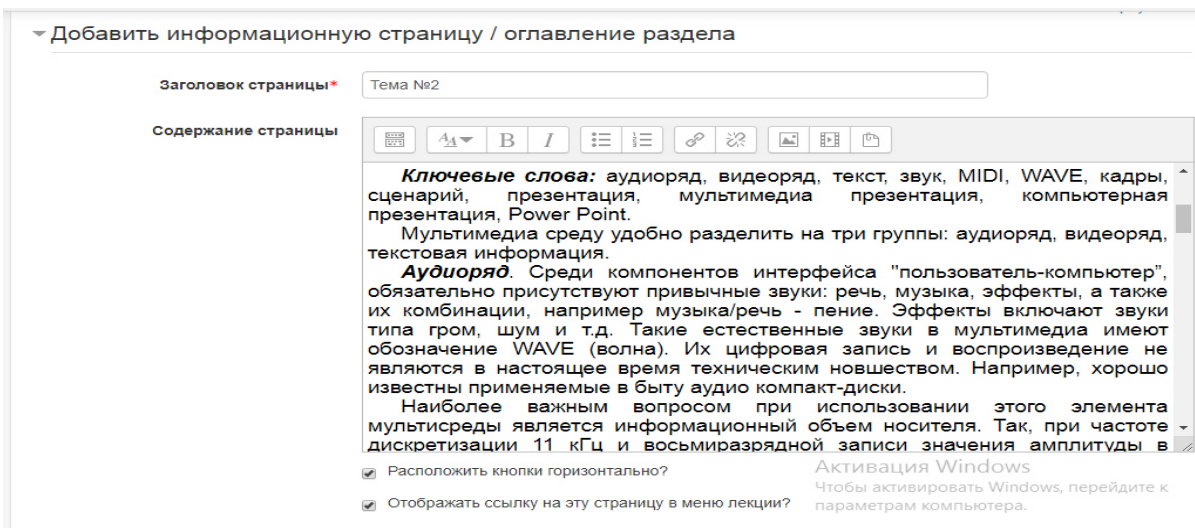 Добавить информационную страницу / оглавление раздела
Заголовок страницы*
Тема №2
Содержание страницы
Ключевые слова: аудиоряд, видеоряд, текст, звук, MIDI, WAVE, кадры,
сценарий, презентация, мультимедиа презентация, компьютерная
презентация, Power Point.
Мультимедиа среду удобно разделить на три группы: аудиоряд, видеоряд,
текстовая информация.
Аудиоряд. Среди компонентов интерфейса "пользователь-компьютер",
обязательно присутствуют привычные звуки: речь, музыка, эффекты, а также
их комбинации, например музыка/речь - пение. Эффекты включают звуки
типа гром, шум и т.д. Такие естественные звуки в мультимедиа имеют
обозначение WAVE (волна). Их цифровая запись и воспроизведение не
являются в настоящее время техническим новшеством. Например, хорошо
известны применяемые в быту аудио компакт-диски.
Наиболее важным вопросом при использовании этого элемента
мультисреды является информационный объем носителя. Так, при частоте
дискретизации 11 кГц и восьмиразрядной записи значения амплитуды в
Расположить кнопки горизонтально?
Отображать ссылку на эту страницу в меню лекции?
Активация Windows
Чтобы активировать Windows, перейдите к
параметрам компьютера.